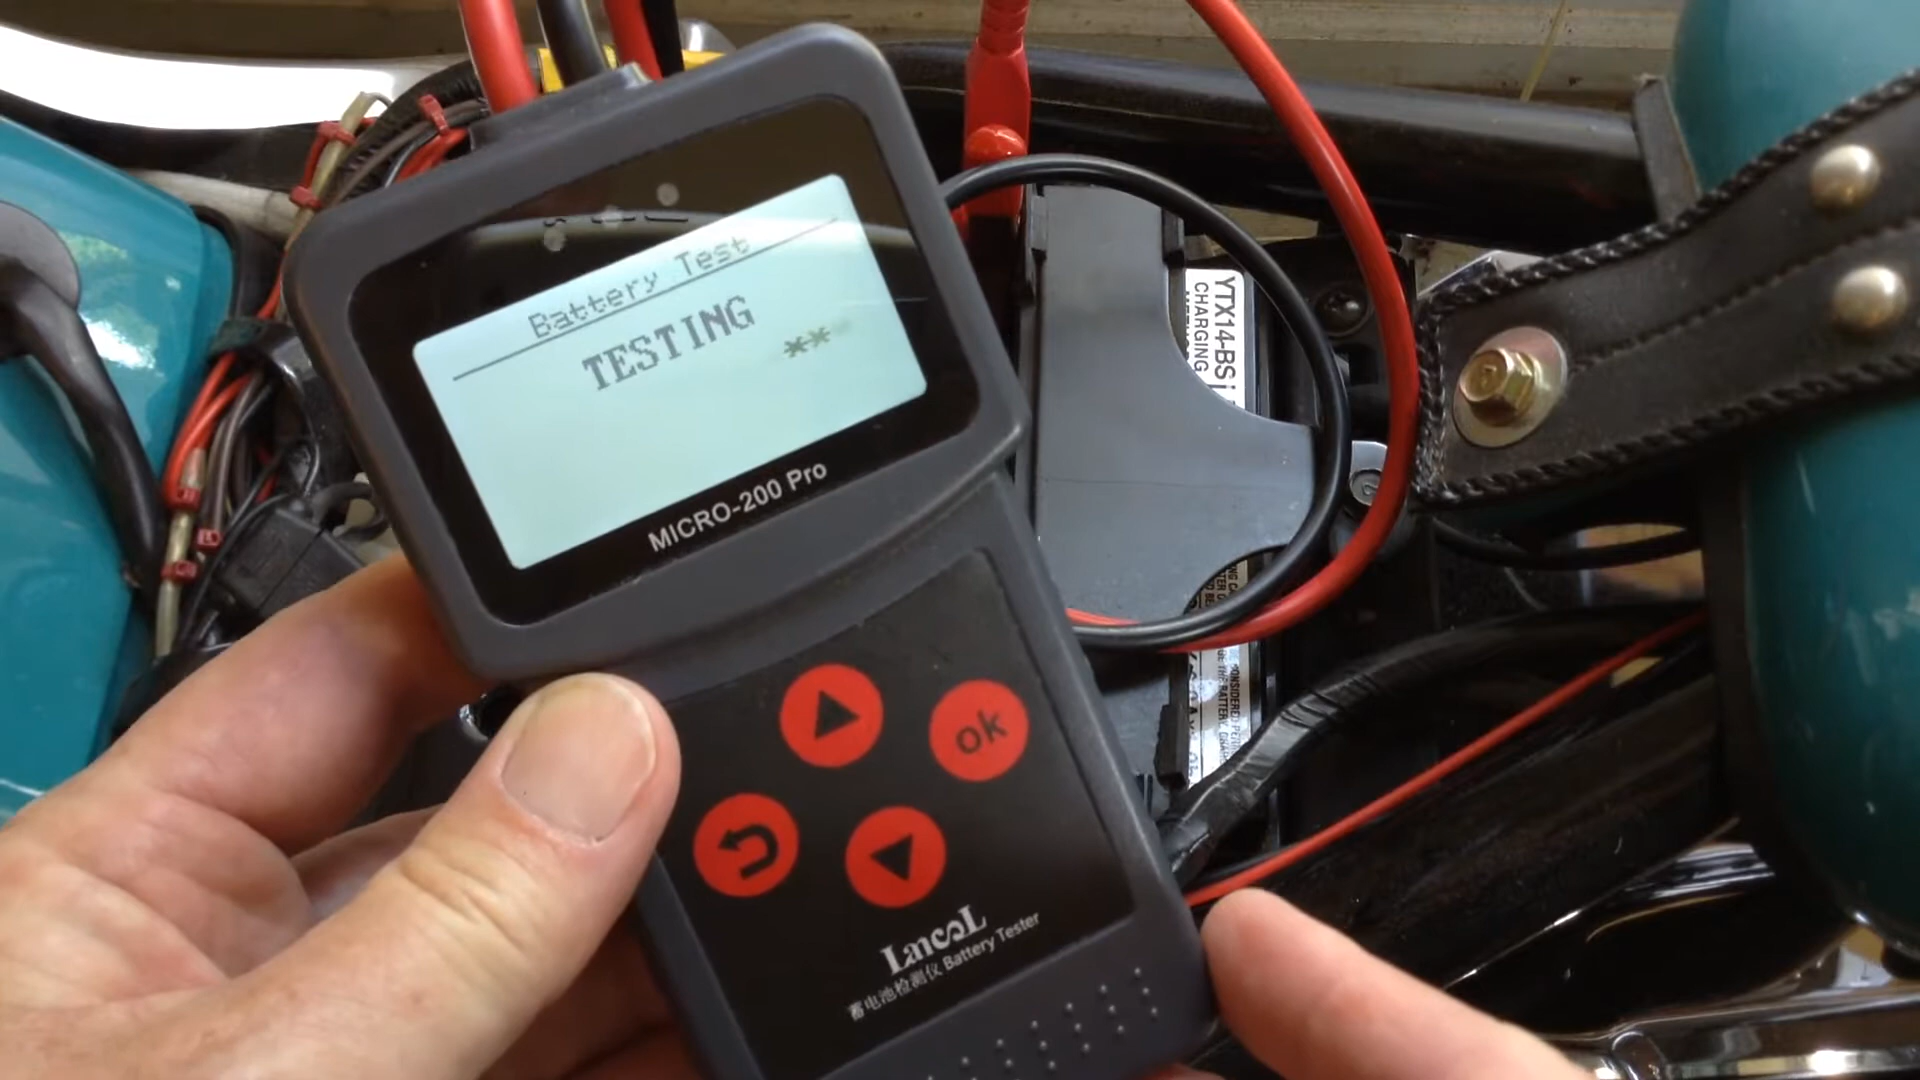 Battery Test
TESTING
**
MICRO-200 Pro
ok
LancoL
蓄电池检测仪 Battery Tester
YTX14-BS
CHARGING